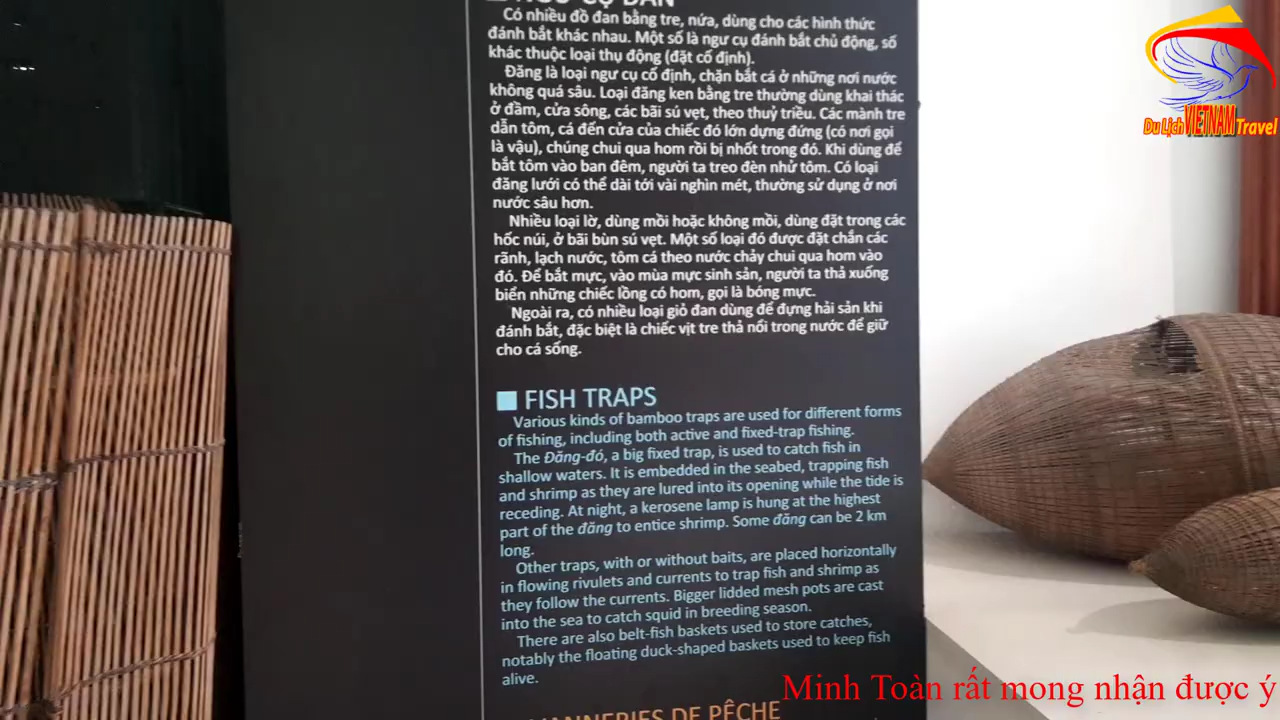 NGƯ CỤ ĐAN
Có nhiều đồ đan bằng tre, nứa, dùng cho các hình thức
đánh bắt khác nhau. Một số là ngư cụ đánh bắt chủ động, số
khác thuộc loại thụ động (đặt cố định).
Đăng là loại ngư cụ cố định, chặn bắt cá ở những nơi nước
không quá sâu. Loại đăng ken bằng tre thường dùng khai thác
ở đầm, cửa sông, các bãi sú vẹt, theo thuỷ triều. Các mành tre
dẫn tôm, cá đến cửa của chiếc đó lớn dựng đứng (có nơi gọi
là vậu), chúng chui qua hom rồi bị nhốt trong đó. Khi dùng để
bắt tôm vào ban đêm, người ta treo đèn nhử tôm. Có loại
đăng lưới có thể dài tới vài nghìn mét, thường sử dụng ở nơi
nước sâu hơn.
Nhiều loại lờ, dùng mồi hoặc không mồi, dùng đặt trong các
hốc núi, ở bãi bùn sú vẹt. Một số loại đó được đặt chắn các
rãnh, lạch nước, tôm cá theo nước chảy chui qua hom vào
đó. Để bắt mực, vào mùa mực sinh sản, người ta thả xuống
biển những chiếc lồng có hom, gọi là bóng mực.
Ngoài ra, có nhiều loại giỏ đan dùng để đựng hải sản khi
đánh bắt, đặc biệt là chiếc vịt tre thả nổi trong nước để giữ
cho cá sống.
FISH TRAPS
Various kinds of bamboo traps are used for different forms
of fishing, including both active and fixed-trap fishing.
The Đăng-đó, a big fixed trap, is used to catch fish in
shallow waters. It is embedded in the seabed, trapping fish
and shrimp as they are lured into its opening while the tide is
receding. At night, a kerosene lamp is hung at the highest
part of the đăng to entice shrimp. Some đăng can be 2 km
long.
Other traps, with or without baits, are placed horizontally
in flowing rivulets and currents to trap fish and shrimp as
they follow the currents. Bigger lidded mesh pots are cast
into the sea to catch squid in breeding season.
There are also belt-fish baskets used to store catches,
notably the floating duck-shaped baskets used to keep fish
alive.
VANNERIES DE PÊCHE
Du Lịch VIETNAM Travel
Minh Toàn rất mong nhận được ý